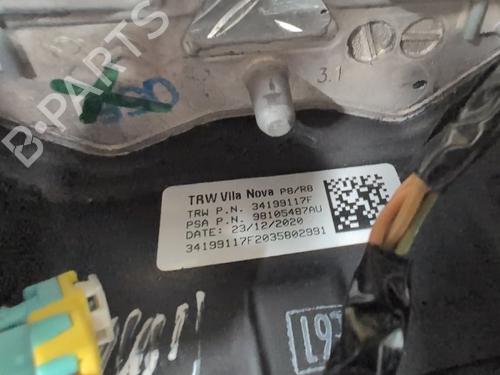 B-PARTS
3.1
TRW Vila Nova P8/R8
TRW P.N. 34199117F
PSA P.N. 98105487AU
DATE: 23/12/2020
34199117F2035802991